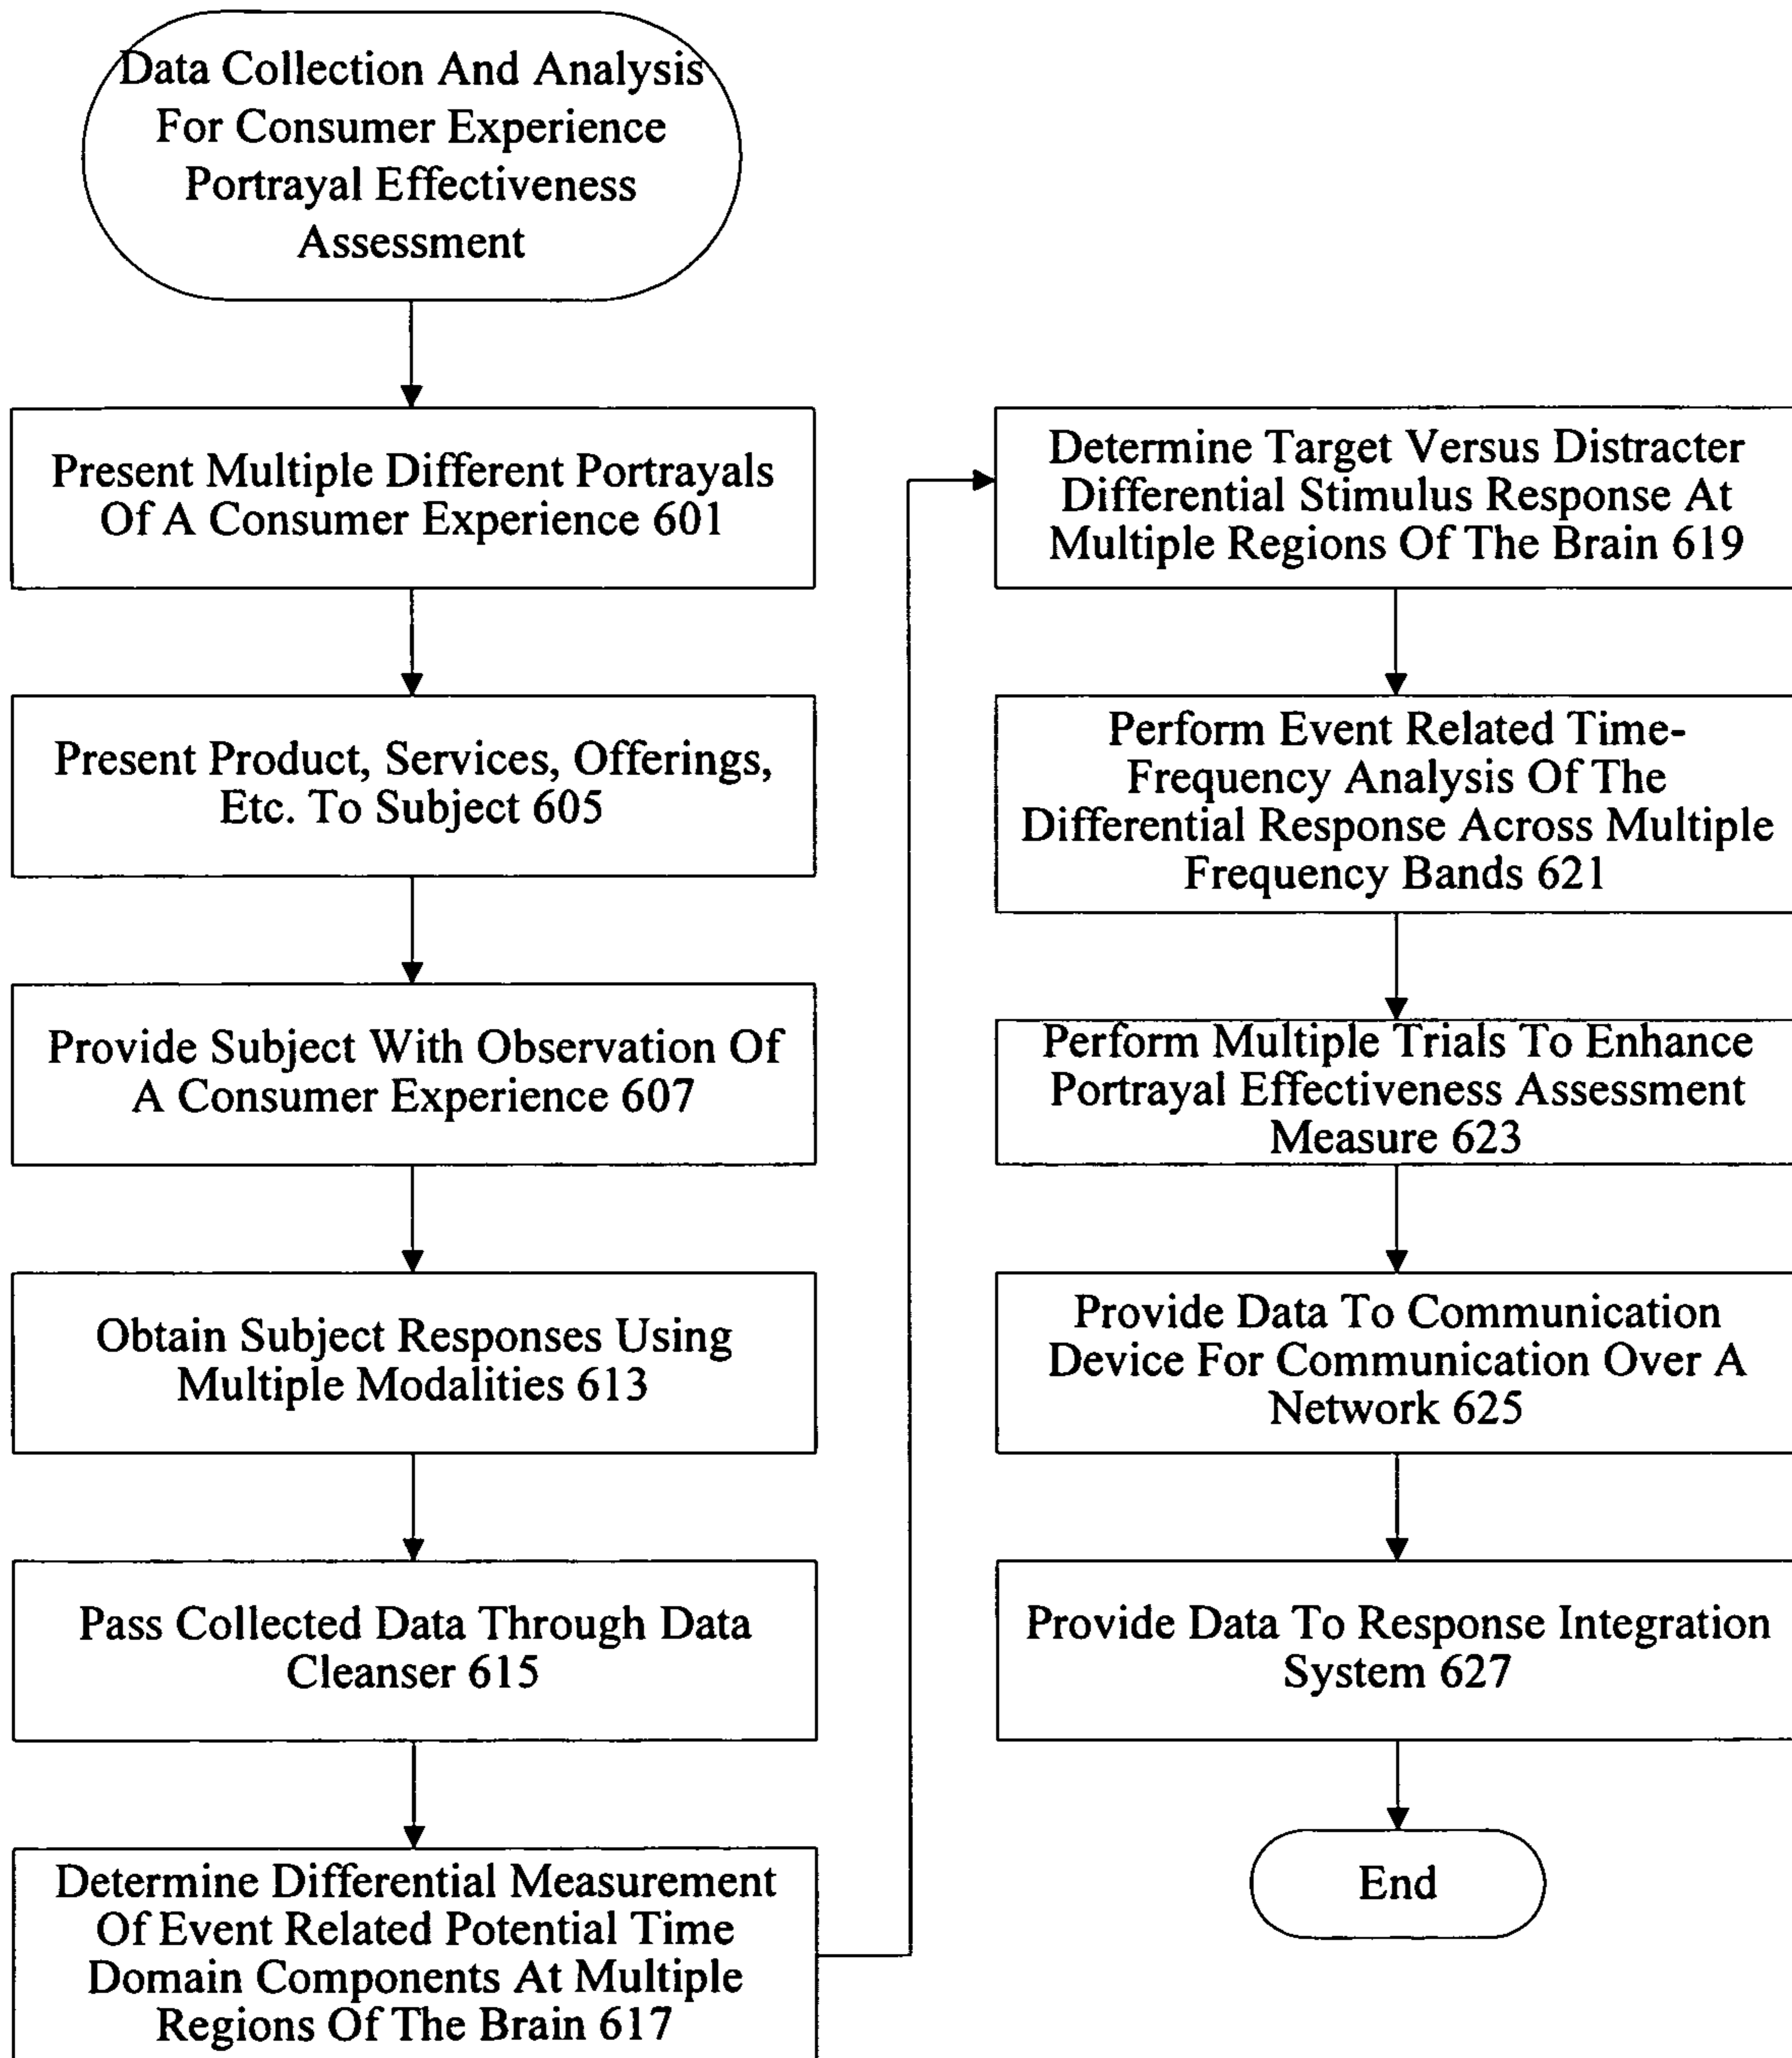 Data Collection And Analysis
For Consumer Experience
Portrayal Effectiveness
Assessment
Present Multiple Different Portrayals
Of A Consumer Experience 601
Present Product, Services, Offerings,
Etc. To Subject 605
Provide Subject With Observation Of
A Consumer Experience 607
Obtain Subject Responses Using
Multiple Modalities 613
Pass Collected Data Through Data
Cleanser 615
Determine Differential Measurement
Of Event Related Potential Time
Domain Components At Multiple
Regions Of The Brain 617
Determine Target Versus Distracter
Differential Stimulus Response At
Multiple Regions Of The Brain 619
Perform Event Related Time-
Frequency Analysis Of The
Differential Response Across Multiple
Frequency Bands 621
Perform Multiple Trials To Enhance
Portrayal Effectiveness Assessment
Measure 623
Provide Data To Communication
Device For Communication Over A
Network 625
Provide Data To Response Integration
System 627
End